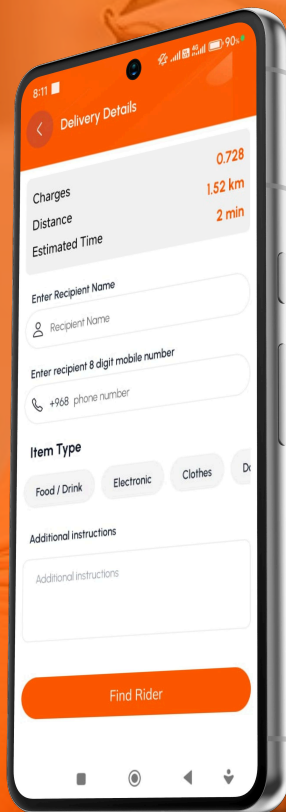 8:11 4G 90%
Delivery Details
Charges 0.728
Distance 1.52 km
Estimated Time 2 min
Enter Recipient Name
Recipient Name
Enter recipient 8 digit mobile number
+968 phone number
Item Type
Food / Drink Electronic Clothes Do
Additional instructions
Additional instructions
Find Rider